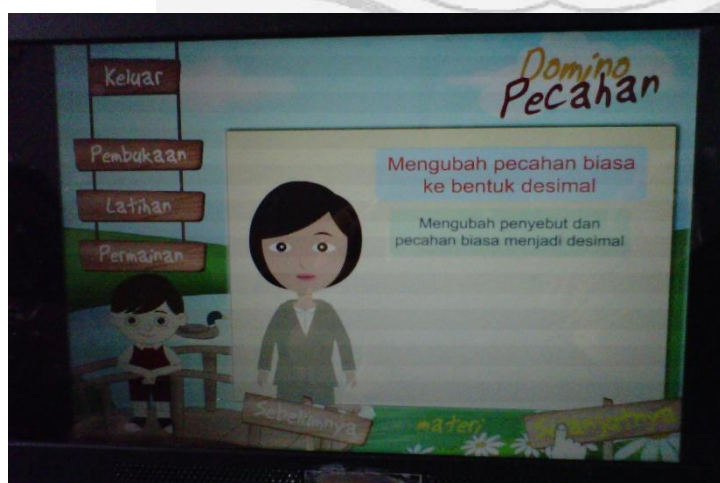 Keluar
Domino
Pecahan
Pembukaan
Latihan
Permainan
Mengubah pecahan biasa
ke bentuk desimal
Mengubah penyebut dan
pecahan biasa menjadi desimal
Sebelumnya
materi
Selanjutnya